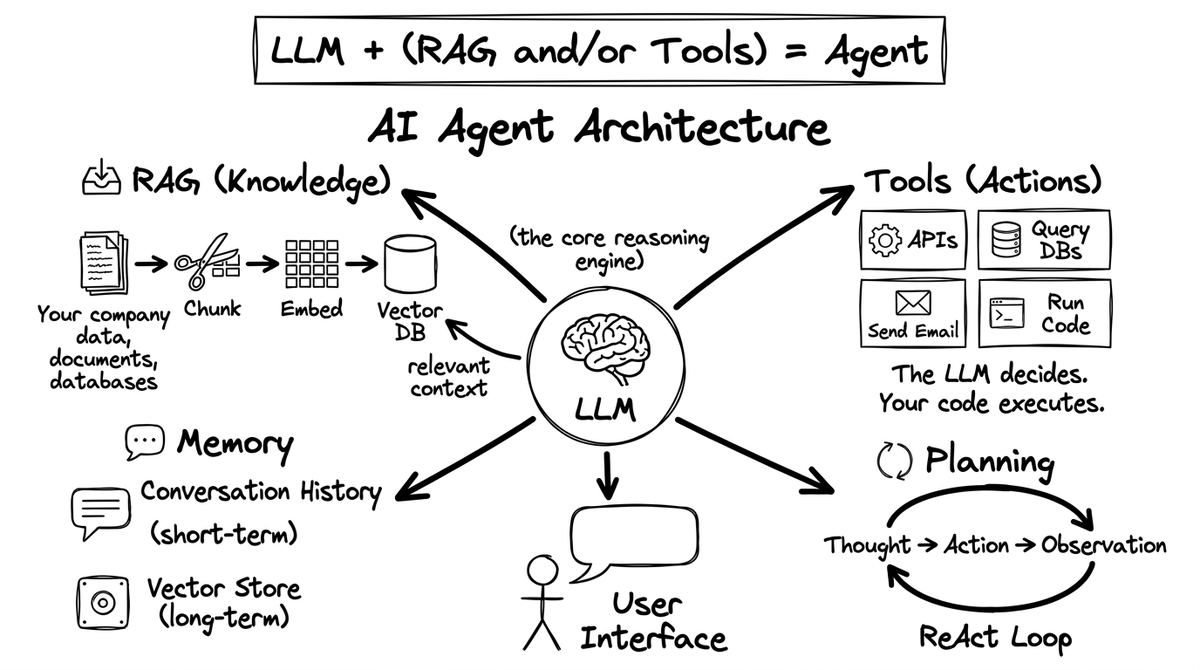 LLM + (RAG and/or Tools) = Agent
AI Agent Architecture
RAG (Knowledge)
Your company
data,
documents,
databases
Chunk
Embed
Vector
DB
relevant
context
(the core reasoning
engine)
LLM
Tools (Actions)
APIs
Query
DBs
Send Email
>_
Run
Code
The LLM decides.
Your code executes.
Memory
Conversation History
(short-term)
Vector Store
(long-term)
User
Interface
Planning
Thought → Action → Observation
ReAct Loop